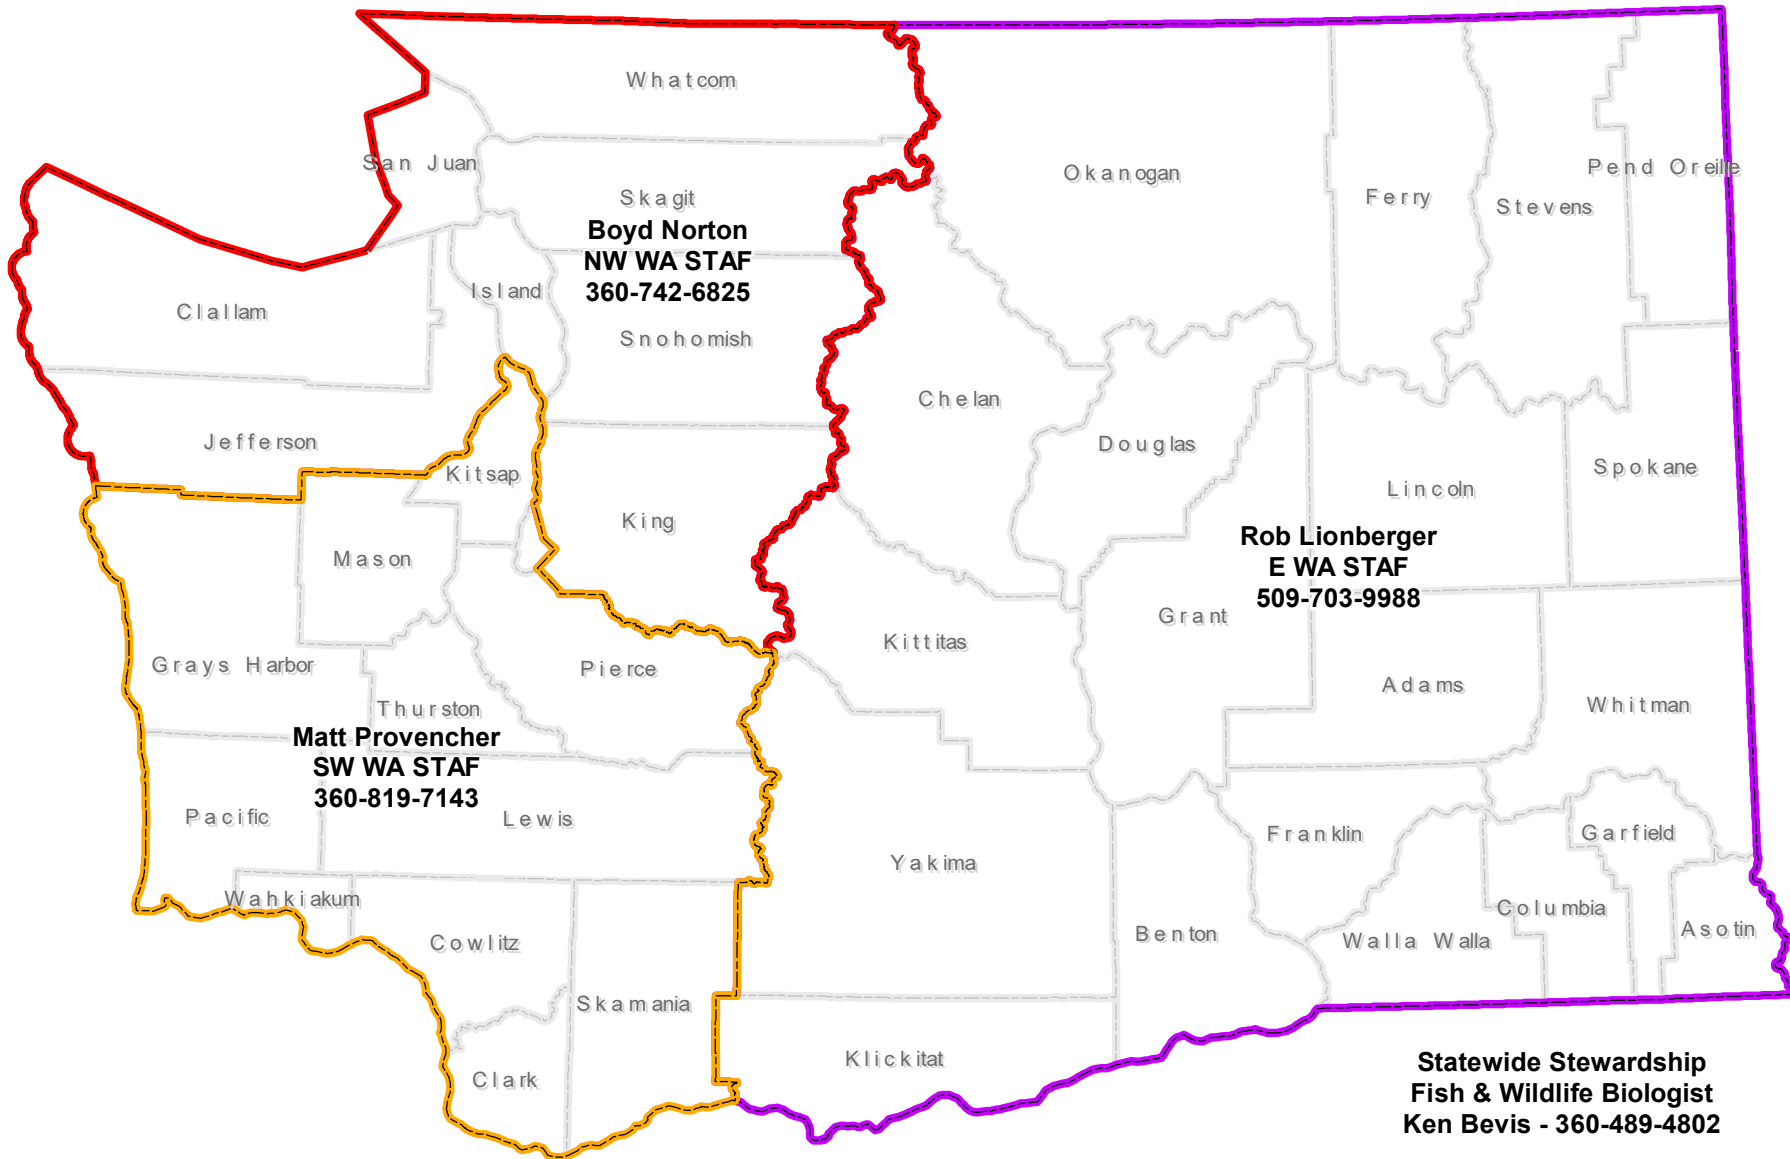 Whatcom
San Juan
Skagit
Boyd Norton
NW WA STAF
360-742-6825
Island
Clallam
Snohomish
Jefferson
Kitsap
King
Mason
Grays Harbor
Pierce
Thurston
Matt Provencher
SW WA STAF
360-819-7143
Pacific
Lewis
Wahkiakum
Cowlitz
Skamania
Clark
Okanogan
Ferry
Stevens
Pend Oreille
Chelan
Douglas
Lincoln
Spokane
Rob Lionberger
E WA STAF
509-703-9988
Grant
Kittitas
Adams
Whitman
Yakima
Franklin
Garfield
Benton
Walla Walla
Columbia
Asotin
Klickitat
Statewide Stewardship
Fish & Wildlife Biologist
Ken Bevis - 360-489-4802